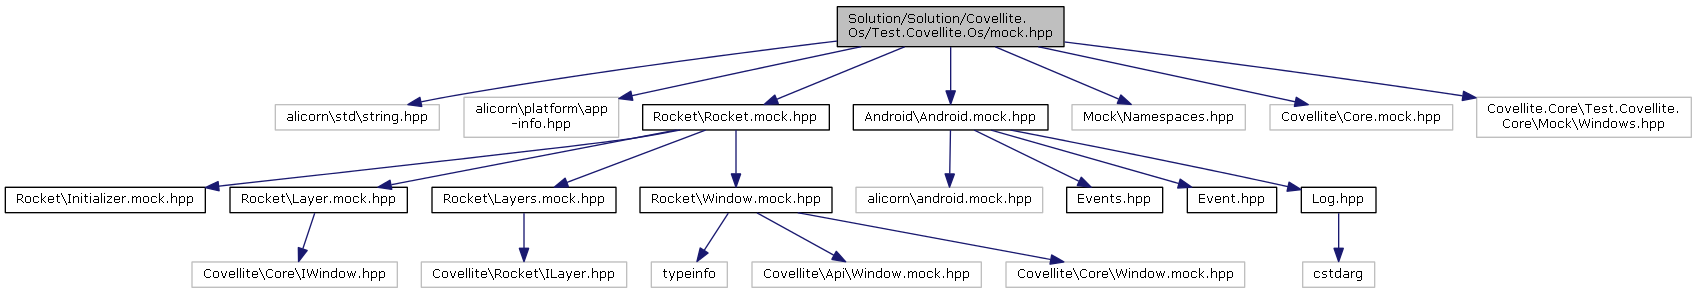 Solution/Solution/Covellite.
Os/Test.Covellite.Os/mock.hpp
alicorn\std\string.hpp
alicorn\platform\app
-info.hpp
Rocket\Rocket.mock.hpp
Android\Android.mock.hpp
Mock\Namespaces.hpp
Covellite\Core.mock.hpp
Covellite.Core\Test.Covellite.
Core\Mock\Windows.hpp
Rocket\Initializer.mock.hpp
Rocket\Layer.mock.hpp
Rocket\Layers.mock.hpp
Rocket\Window.mock.hpp
alicorn\android.mock.hpp
Events.hpp
Event.hpp
Log.hpp
Covellite\Core\IWindow.hpp
Covellite\Rocket\ILayer.hpp
typeinfo
Covellite\Api\Window.mock.hpp
Covellite\Core\Window.mock.hpp
cstdarg